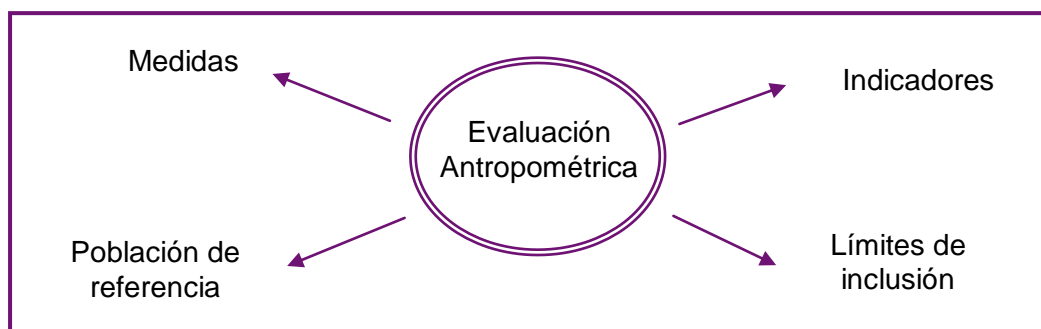 Medidas
Indicadores
Evaluación
Antropométrica
Población de
referencia
Límites de
inclusión